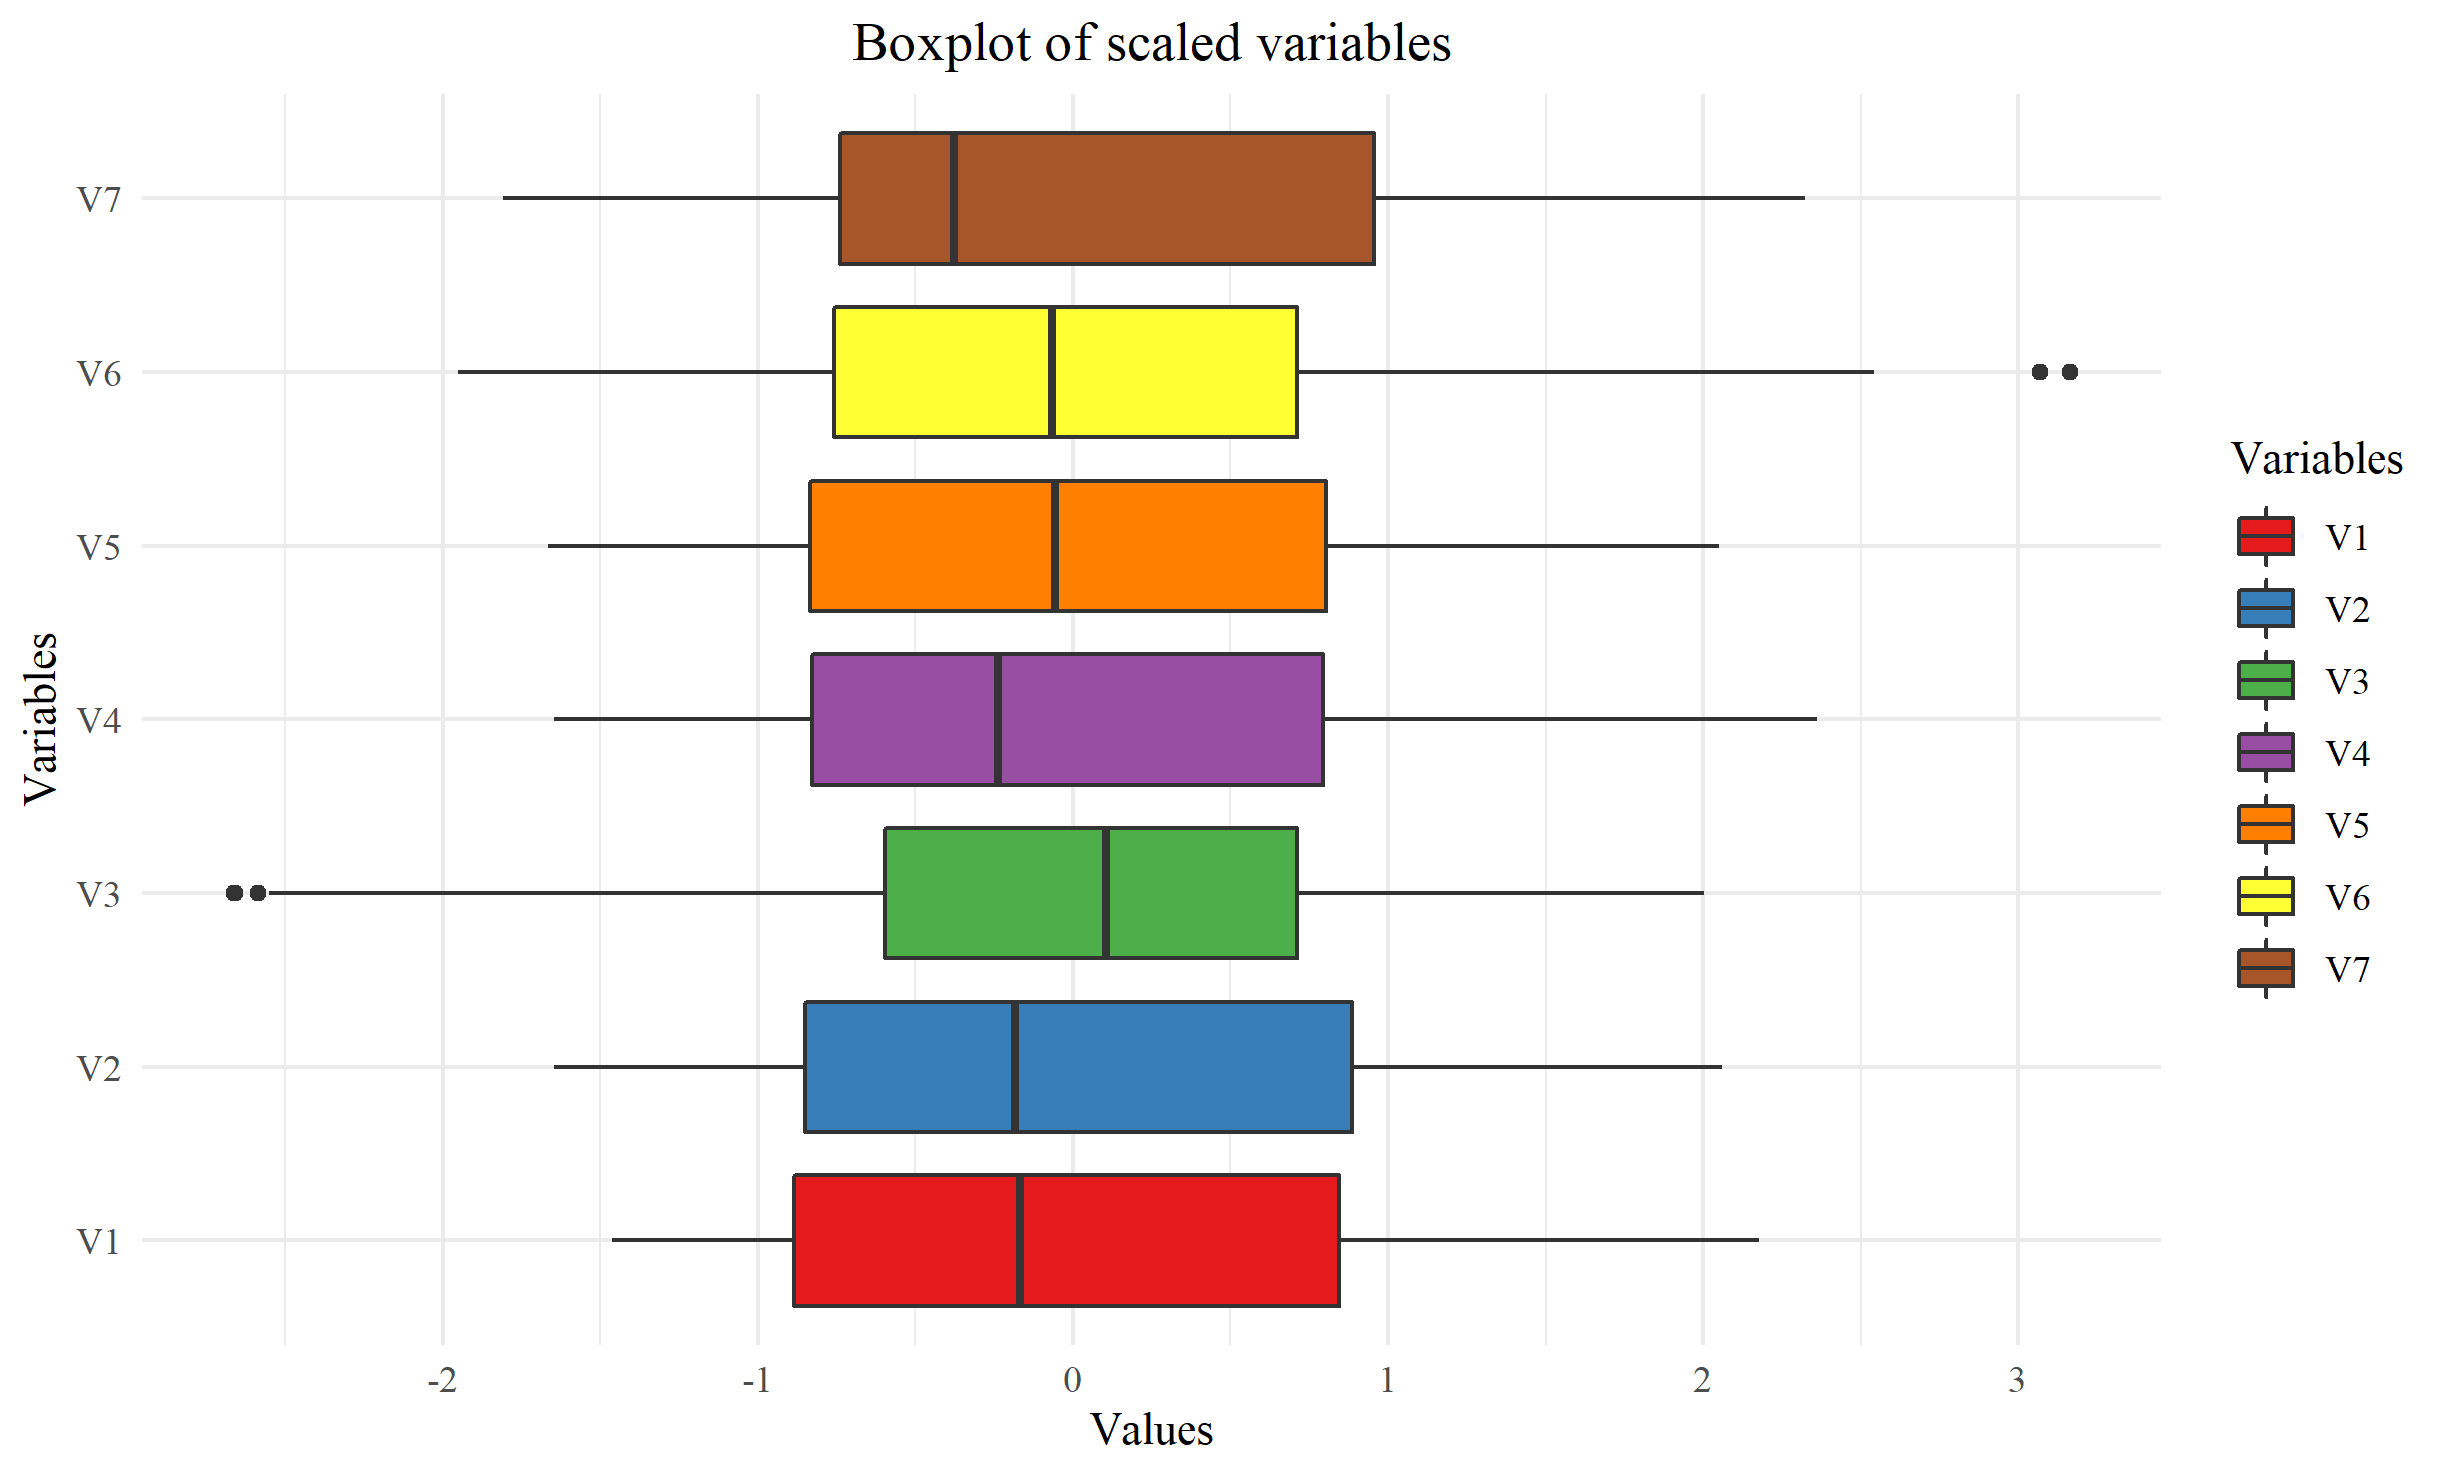 Boxplot of scaled variables
V7
V6
V5
V4
V3
V2
V1
Variables
-2 -1 0 1 2 3
Values
Variables
V1
V2
V3
V4
V5
V6
V7